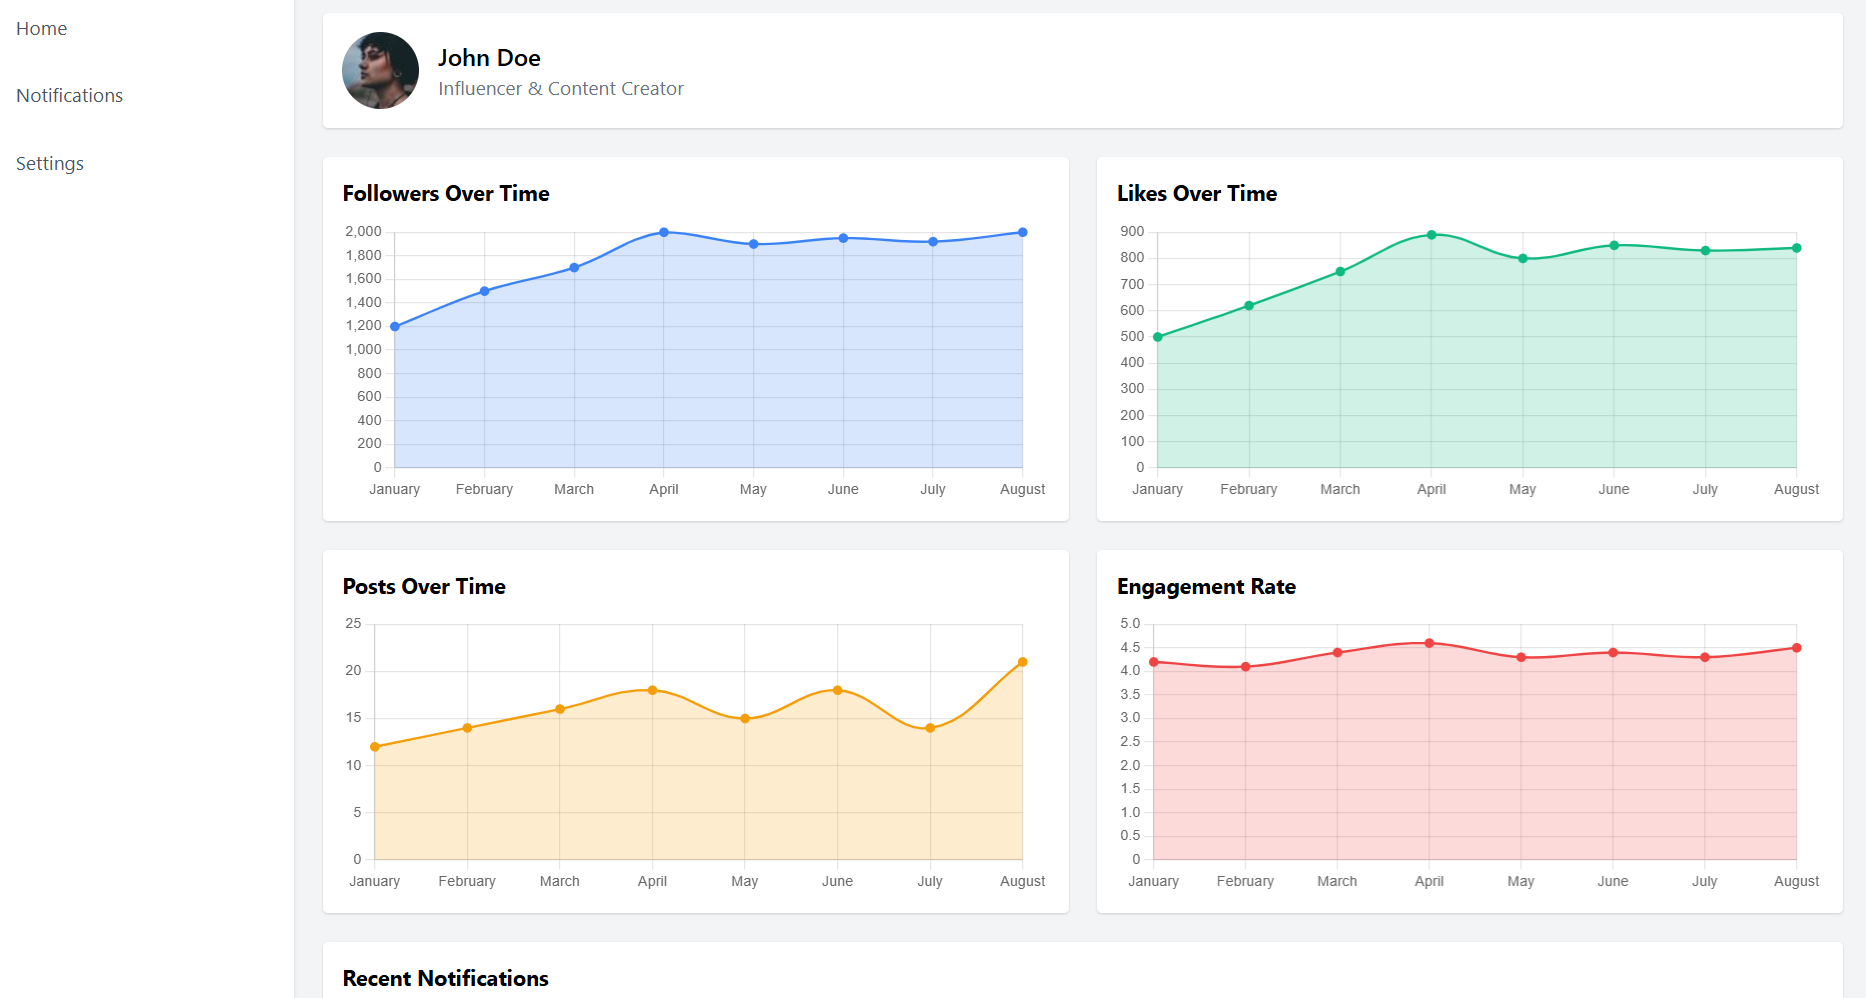 Home
Notifications
Settings
John Doe
Influencer & Content Creator
Followers Over Time
2,000
1,800
1,600
1,400
1,200
1,000
800
600
400
200
0
January February March April May June July August
Likes Over Time
900
800
700
600
500
400
300
200
100
0
January February March April May June July August
Posts Over Time
25
20
15
10
5
0
January February March April May June July August
Engagement Rate
5.0
4.5
4.0
3.5
3.0
2.5
2.0
1.5
1.0
0.5
0
January February March April May June July August
Recent Notifications